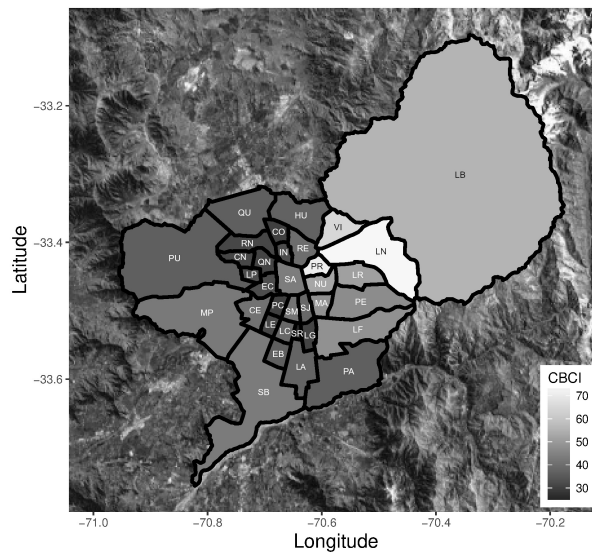 LB
−33.2
QU
HU
VI
CO
−33.4
RN
IN
RE
LN
PU
CN
QN
PR
LP
SA
LR
EC
NU
PC
SJ
MA
PE
MP
CE
SM
LE
LC
SR
LG
LF
EB
LA
PA
−33.6
SB
Latitude
CBCI
70
60
50
40
30
−71.0
−70.8
−70.6
−70.4
−70.2
Longitude